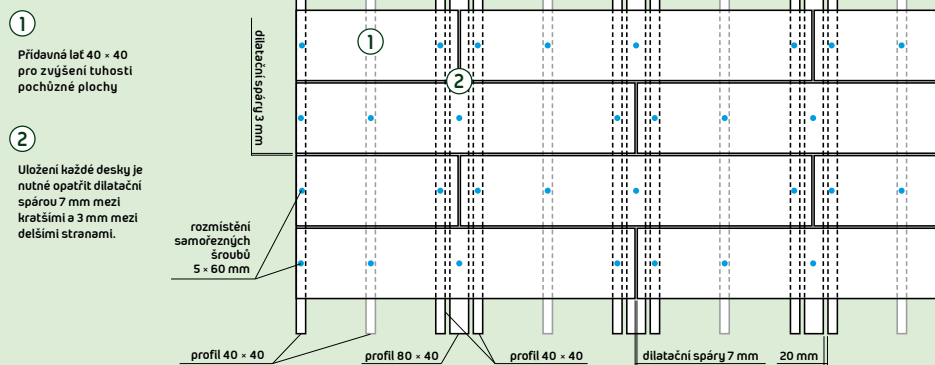 1
Přídavná lať 40 × 40
pro zvýšení tuhosti
pochůzné plochy
2
Uložení každé desky je
nutné opatřit dilatační
spárou 7 mm mezi
kratšími a 3 mm mezi
delšími stranami.
dilatační spáry 3 mm
1
2
rozmístění
samořezných
šroubů
5 × 60 mm
profil 40 × 40
profil 80 × 40
profil 40 × 40
dilatační spáry 7 mm
20 mm